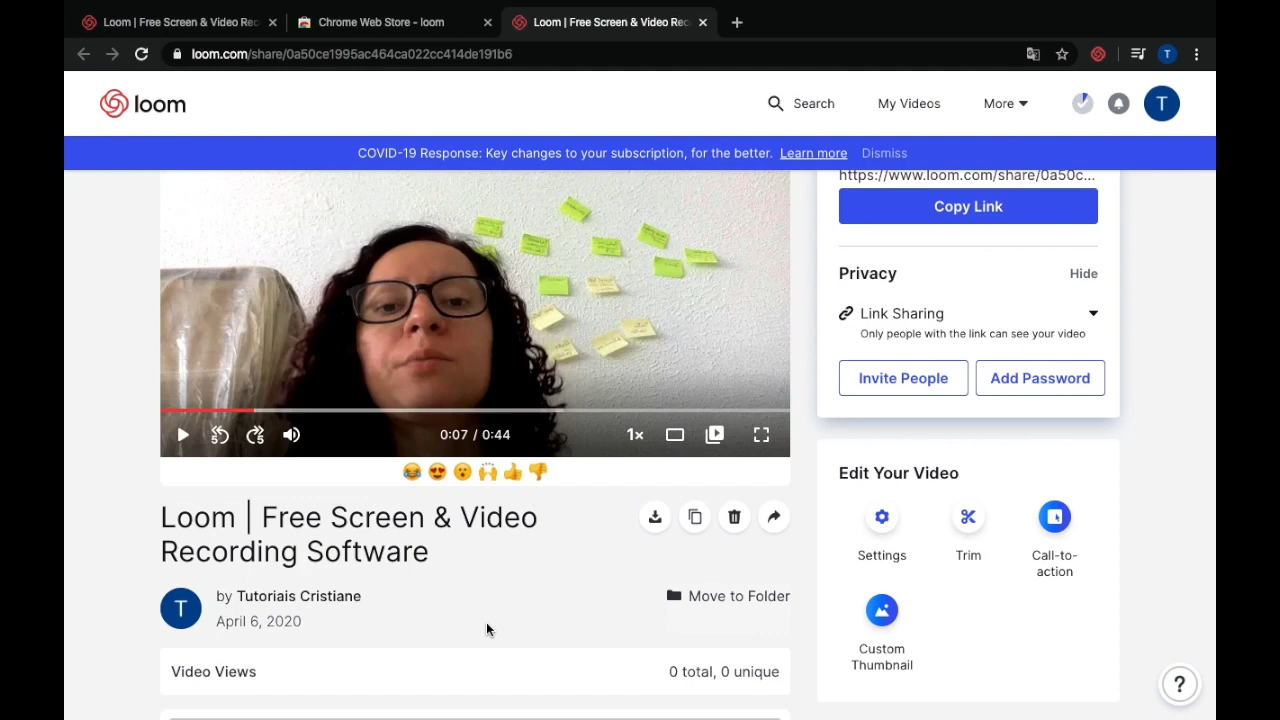 Loom | Free Screen & Video Rec
Chrome Web Store - loom
Loom | Free Screen & Video Rec
loom.com/share/0a50ce1995ac464ca022cc414de191b6
T
loom
Search
My Videos
More
T
COVID-19 Response: Key changes to your subscription, for the better. Learn more Dismiss
https://www.loom.com/share/0a50c...
Copy Link
Privacy
Hide
Link Sharing
Only people with the link can see your video
Invite People
Add Password
5
5
0:07 / 0:44
1x
Loom | Free Screen & Video
Recording Software
T
by Tutoriais Cristiane
April 6, 2020
Move to Folder
Video Views
0 total, 0 unique
Edit Your Video
Settings
Trim
Call-to-
action
Custom
Thumbnail
?